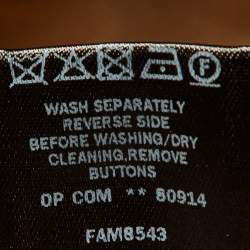 F
WASH SEPARATELY
REVERSE SIDE
BEFORE WASHING/DRY
CLEANING.REMOVE
BUTTONS
OP COM ** 80914
FAM8543